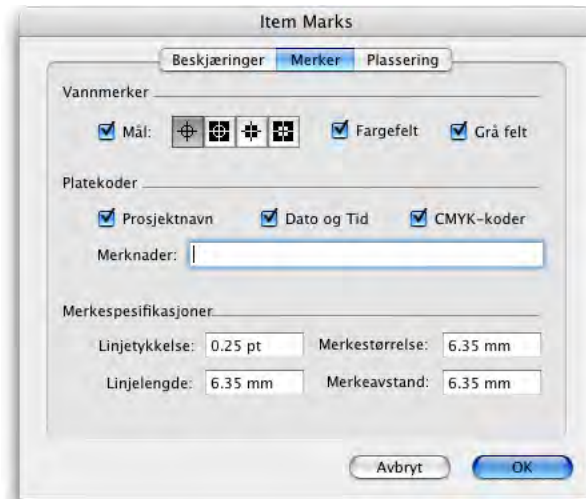 Item Marks
Beskjæringer Merker Plassering
Vannmerker
Mål: Fargefelt Grå felt
Platekoder
Prosjektnavn Dato og Tid CMYK-koder
Merknader:
Merkespesifikasjoner
Linjetykkelse: 0.25 pt Merkestørrelse: 6.35 mm
Linjelengde: 6.35 mm Merkeavstand: 6.35 mm
Avbryt OK